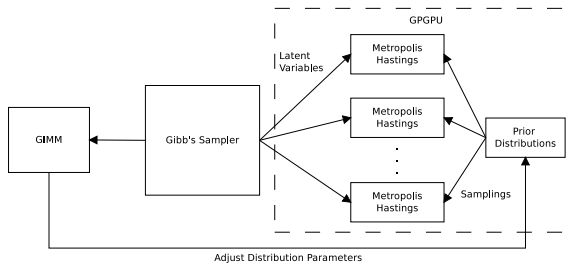 GPGPU
Latent
Variables
Metropolis
Hastings
Metropolis
Hastings
GIMM
Gibb's Sampler
Prior
Distributions
Metropolis
Hastings
Samplings
Adjust Distribution Parameters